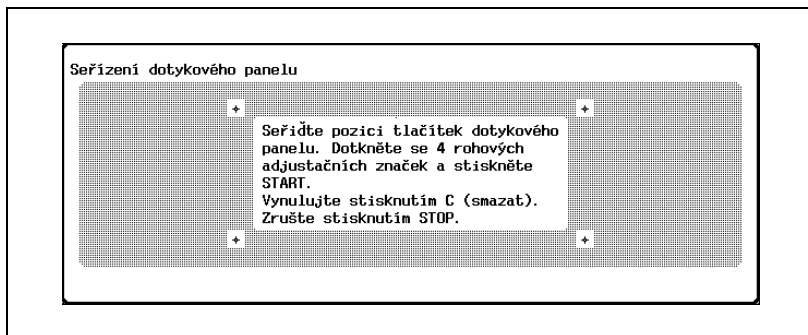 Seřízení dotykového panelu
Seřiďte pozici tlačítek dotykového
panelu. Dotkněte se 4 rohových
adjustačních značek a stiskněte
START.
Vynulujte stisknutím C (smazat).
Zrušte stisknutím STOP.